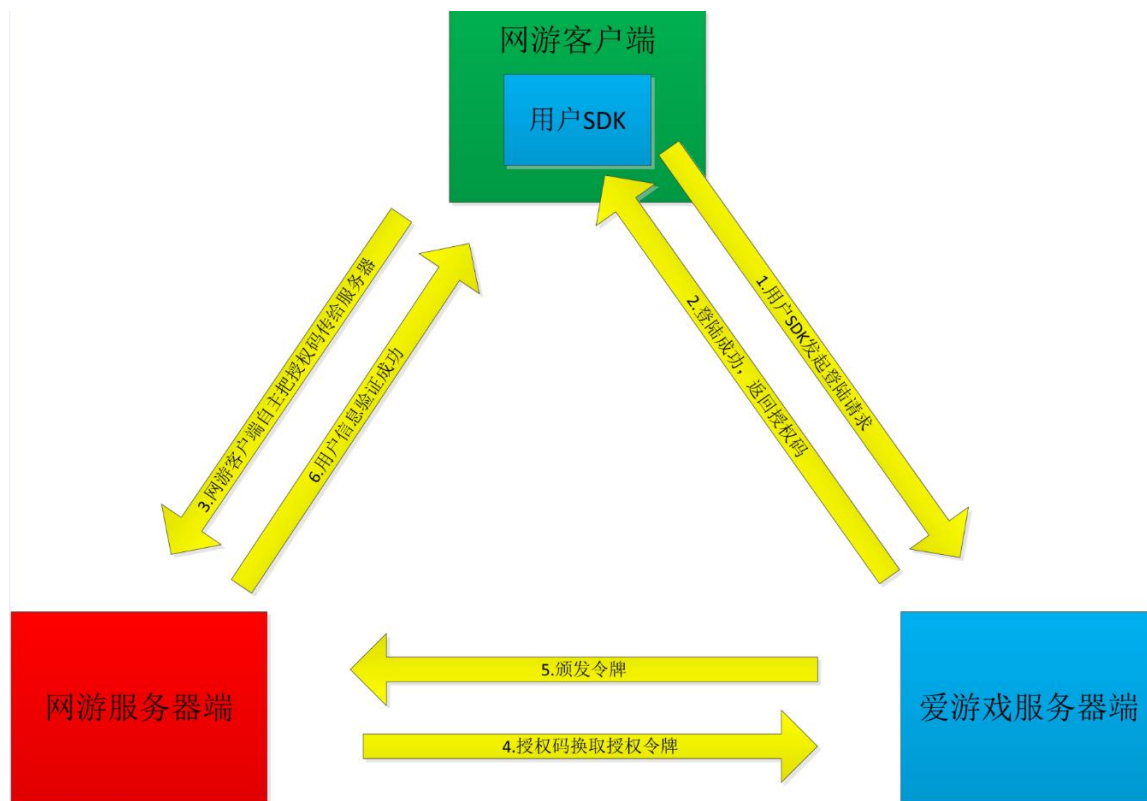 网游客户端
用户SDK
1.用户SDK发起登陆请求
2.登陆成功，返回授权码
3.网游客户端自主把授权码传给服务器
6.用户信息验证成功
5.颁发令牌
4.授权码换取授权令牌
网游服务器端
爱游戏服务器端